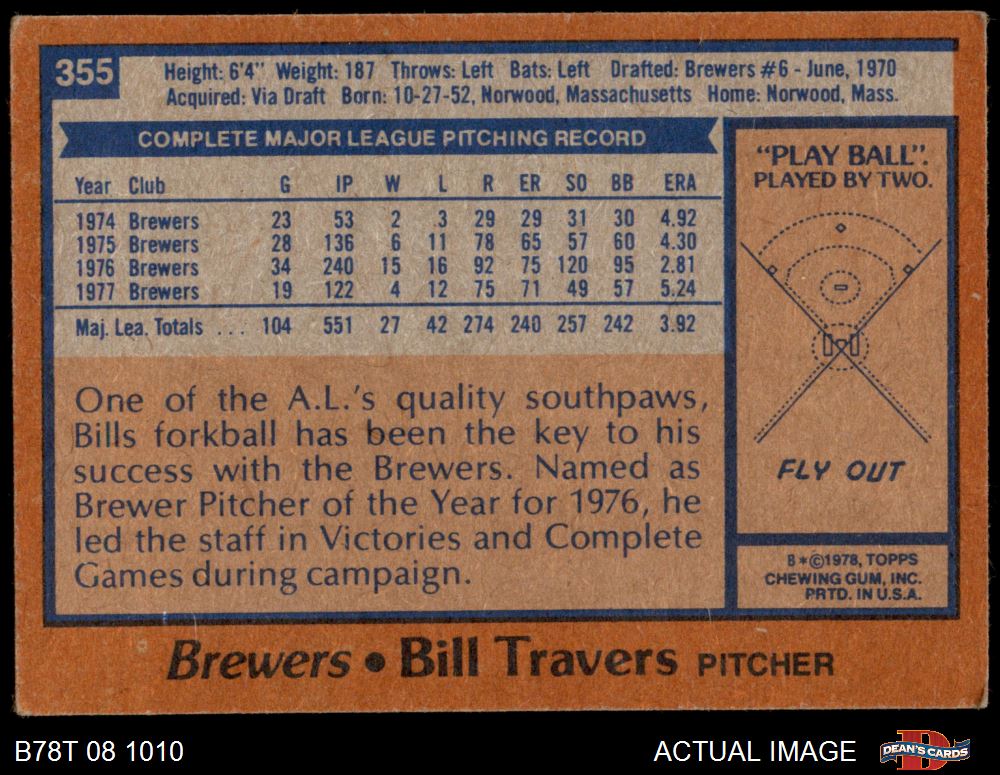 355
Height: 6'4" Weight: 187 Throws: Left Bats: Left Drafted: Brewers #6 - June, 1970
Acquired: Via Draft Born: 10-27-52, Norwood, Massachusetts Home: Norwood, Mass.
COMPLETE MAJOR LEAGUE PITCHING RECORD
Year Club G IP W L R ER SO BB ERA
1974 Brewers 23 53 2 3 29 29 31 30 4.92
1975 Brewers 28 136 6 11 78 65 57 60 4.30
1976 Brewers 34 240 15 16 92 75 120 95 2.81
1977 Brewers 19 122 4 12 75 71 49 57 5.24
Maj. Lea. Totals ... 104 551 27 42 274 240 257 242 3.92
One of the A.L.'s quality southpaws,
Bills forkball has been the key to his
success with the Brewers. Named as
Brewer Pitcher of the Year for 1976, he
led the staff in Victories and Complete
Games during campaign.
"PLAY BALL".
PLAYED BY TWO.
FLY OUT
B*©1978, TOPPS
CHEWING GUM, INC.
PRTD. IN U.S.A.
Brewers • Bill Travers PITCHER
B78T 08 1010
ACTUAL IMAGE
D
DEAN'S CARDS